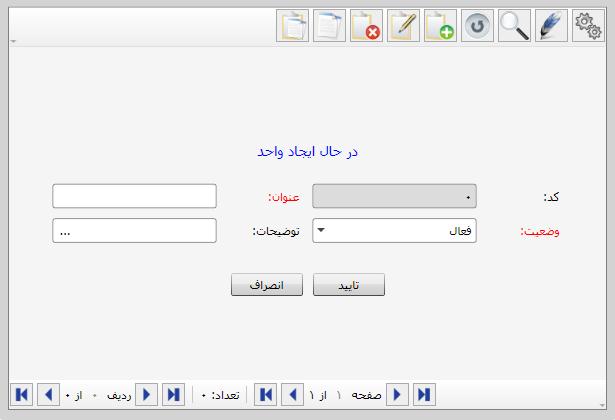 در حال ایجاد واحد
کد: ۰ عنوان:
وضعیت: فعال توضیحات: ...
تایید انصراف
صفحه ۱ از ۱ تعداد: ۰ ردیف ۰ از ۰